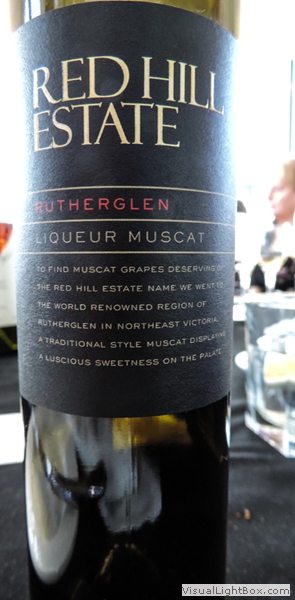 RED HILL
ESTATE
RUTHERGLEN
LIQUEUR MUSCAT
TO FIND MUSCAT GRAPES DESERVING OF
THE RED HILL ESTATE NAME WE WENT TO
THE WORLD RENOWNED REGION OF
RUTHERGLEN IN NORTHEAST VICTORIA.
A TRADITIONAL STYLE MUSCAT DISPLAYING
A LUSCIOUS SWEETNESS ON THE PALATE.
VisualLightBox.com